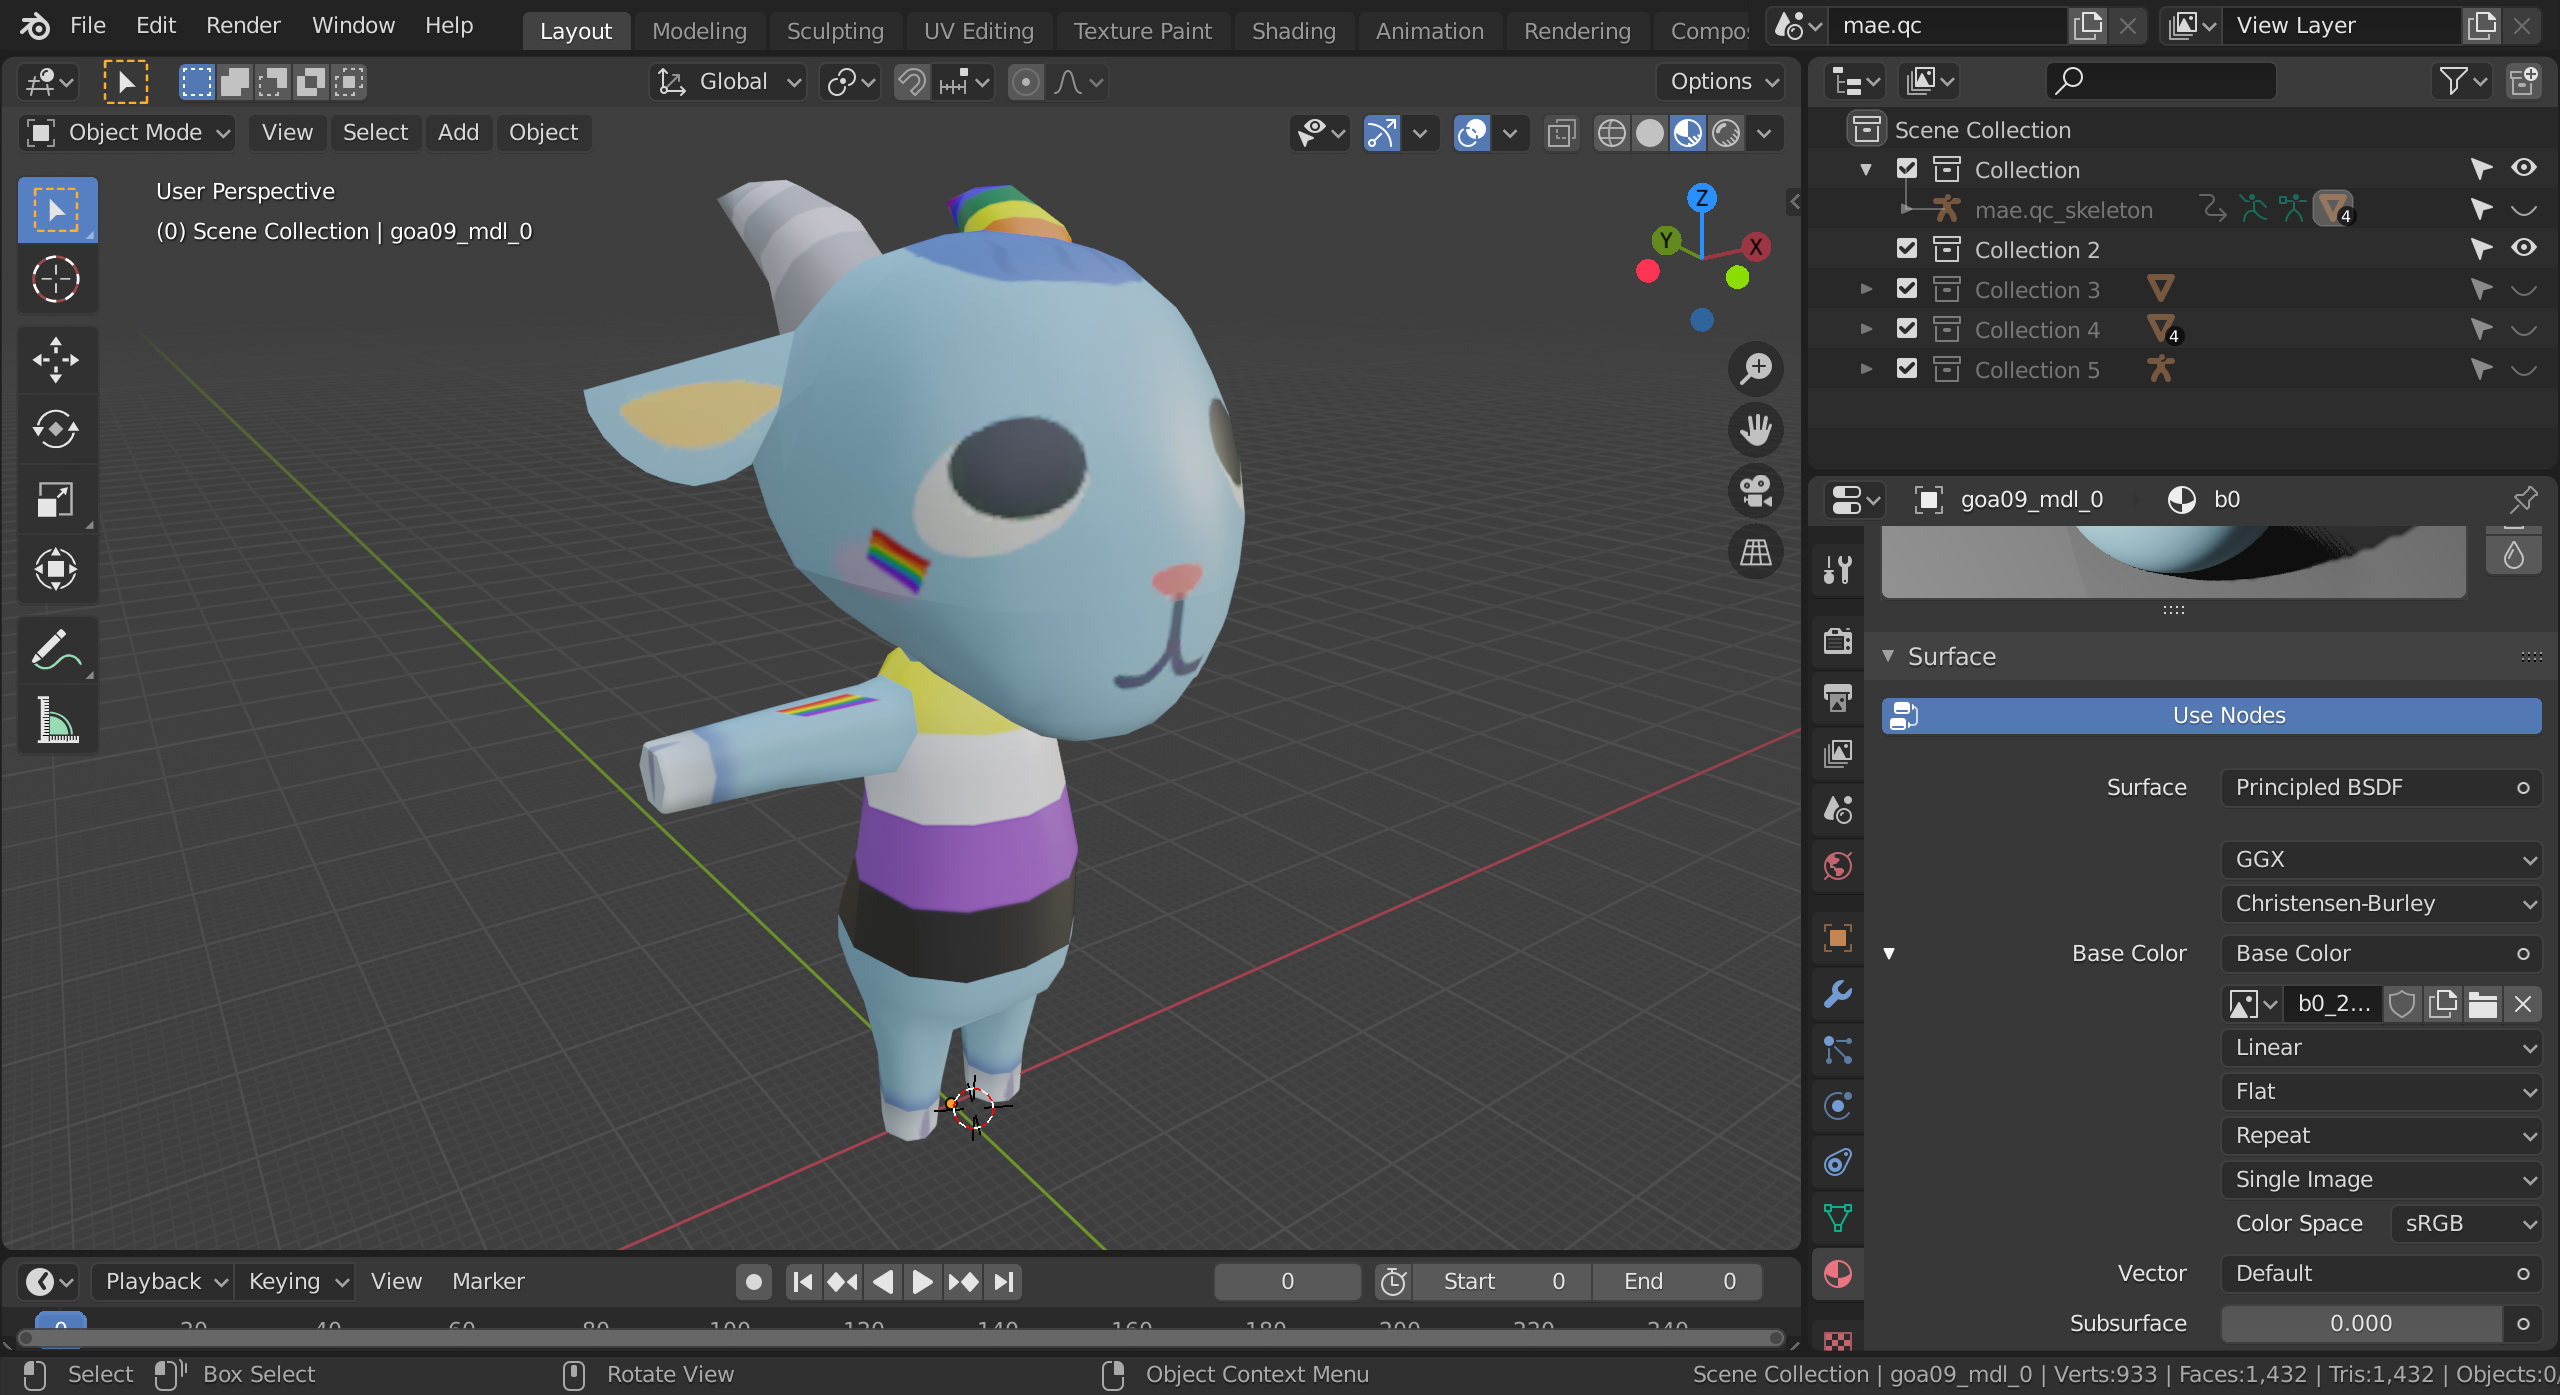 File Edit Render Window Help Layout Modeling Sculpting UV Editing Texture Paint Shading Animation Rendering Compo mae.qc View Layer
Global Options
Object Mode View Select Add Object
User Perspective
(0) Scene Collection | goa09_mdl_0
Z
Y
X
Scene Collection
Collection
mae.qc_skeleton 4
Collection 2
Collection 3
Collection 4 4
Collection 5
goa09_mdl_0 b0
Surface
Use Nodes
Surface Principled BSDF
GGX
Christensen-Burley
Base Color Base Color
b0_2...
Linear
Flat
Repeat
Single Image
Color Space sRGB
Vector Default
Subsurface 0.000
Playback Keying View Marker 0 Start 0 End 0
0 20 40 60 80 120 140 160 180 200 220 240
Select Box Select Rotate View Object Context Menu Scene Collection | goa09_mdl_0 | Verts:933 | Faces:1,432 | Tris:1,432 | Objects:0/